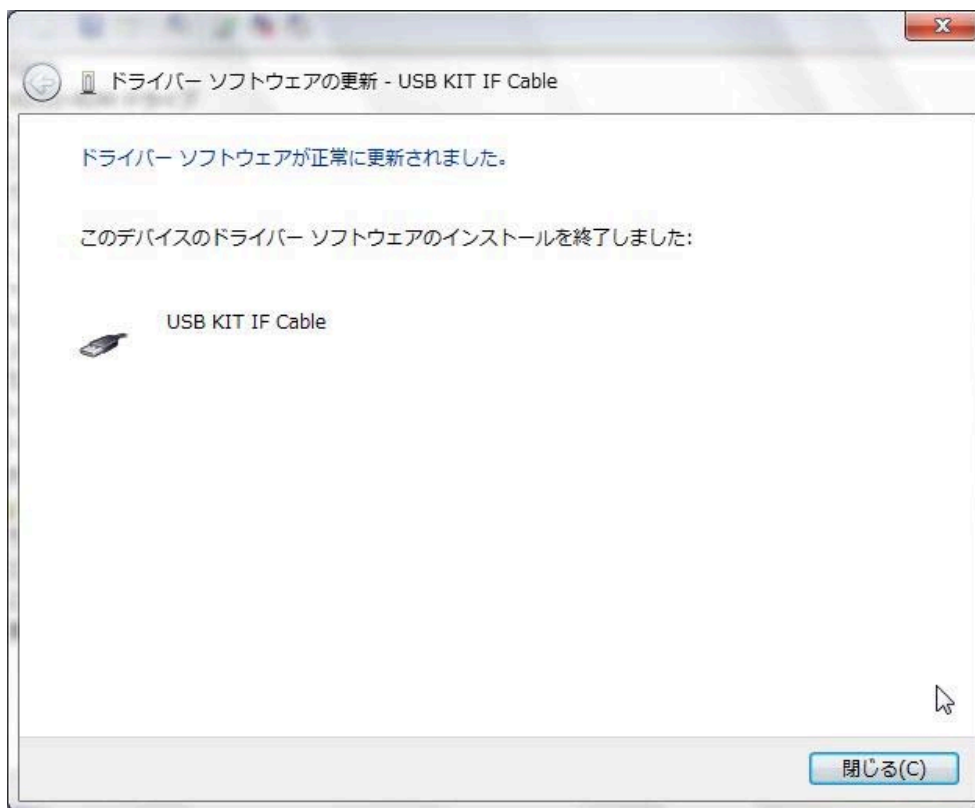 ドライバー ソフトウェアの更新 - USB KIT IF Cable
ドライバー ソフトウェアが正常に更新されました。
このデバイスのドライバー ソフトウェアのインストールを終了しました:
USB KIT IF Cable
閉じる(C)